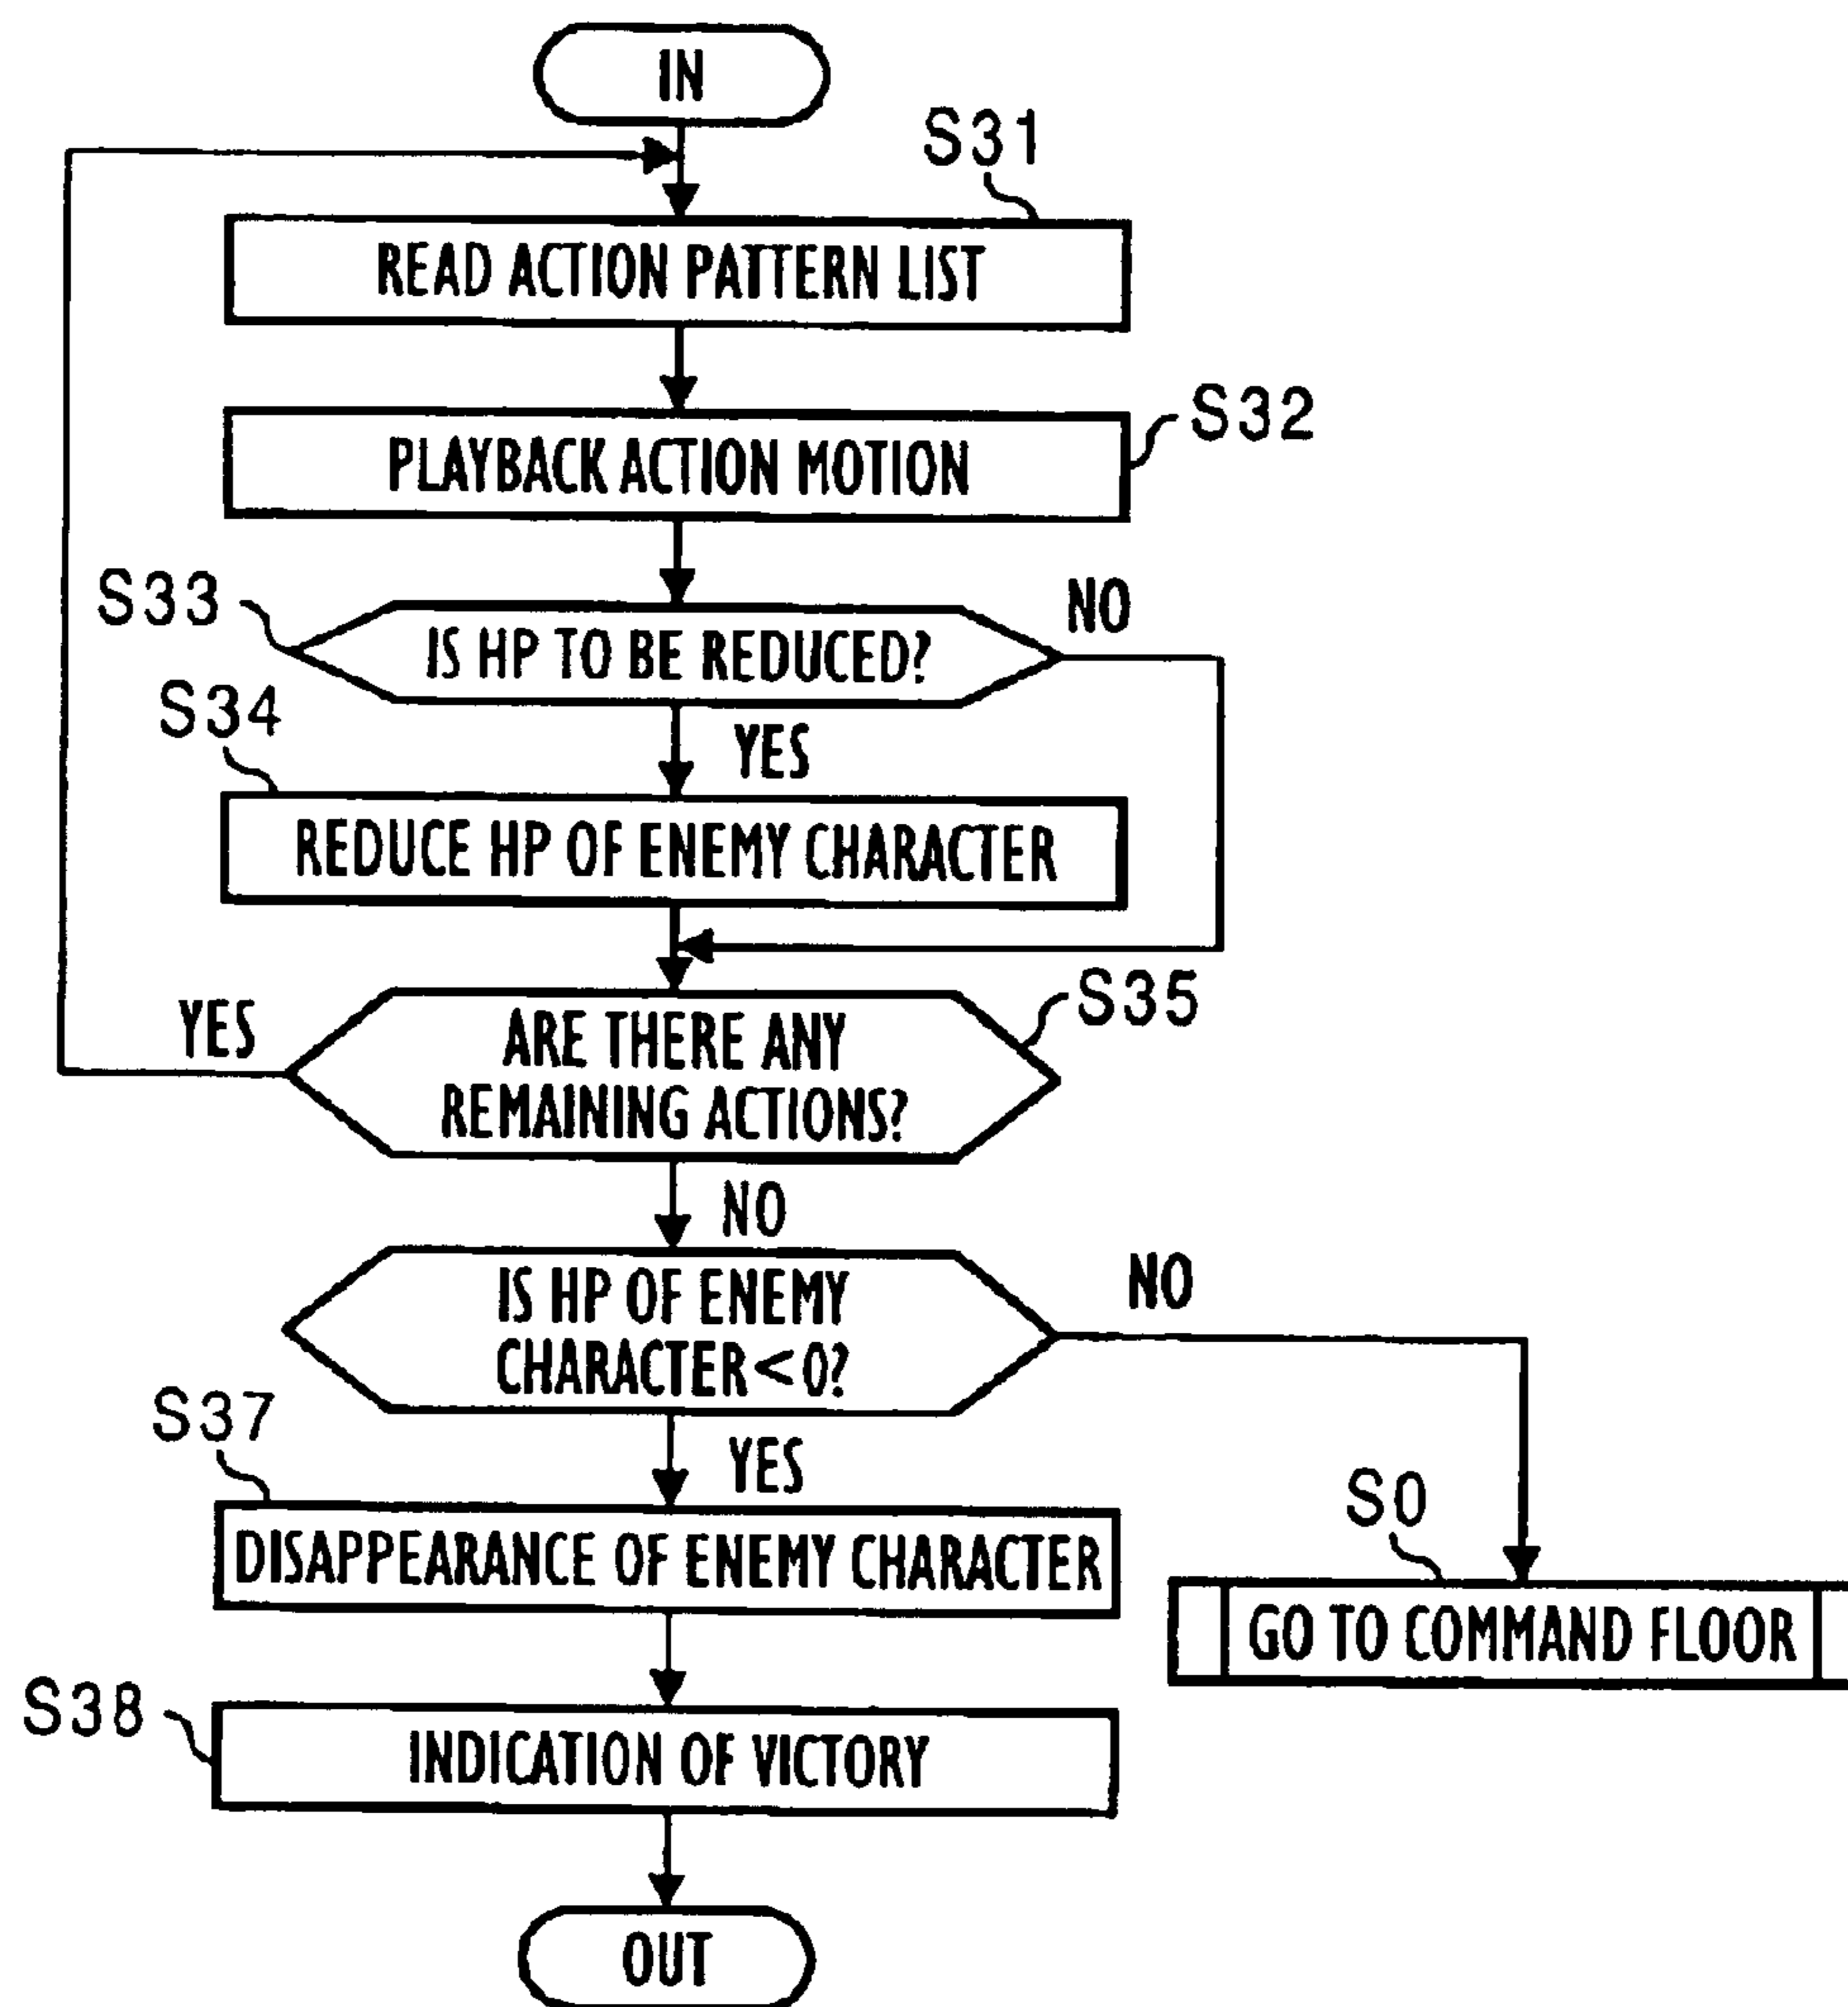 IN
S31
READ ACTION PATTERN LIST
S32
PLAYBACK ACTION MOTION
S33
IS HP TO BE REDUCED?
NO
YES
S34
REDUCE HP OF ENEMY CHARACTER
S35
YES
ARE THERE ANY
REMAINING ACTIONS?
NO
IS HP OF ENEMY
CHARACTER<0?
NO
YES
S37
DISAPPEARANCE OF ENEMY CHARACTER
S0
GO TO COMMAND FLOOR
S38
INDICATION OF VICTORY
OUT